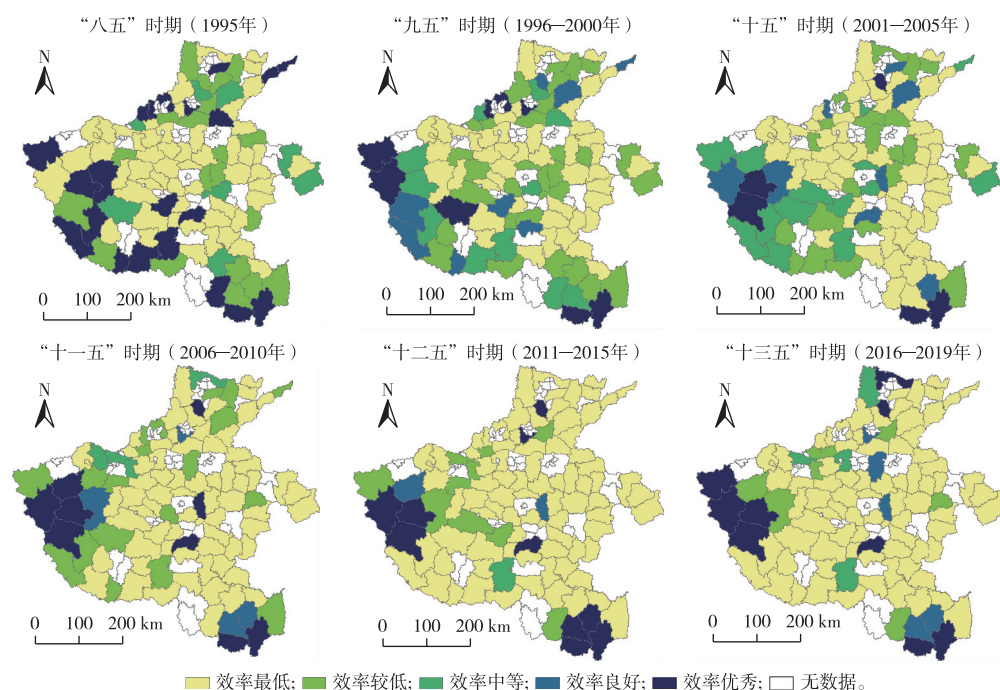 “八五”时期（1995年）
“九五”时期（1996—2000年）
“十五”时期（2001—2005年）
N
N
N
0 100 200 km
0 100 200 km
0 100 200 km
“十一五”时期（2006—2010年）
“十二五”时期（2011—2015年）
“十三五”时期（2016—2019年）
N
N
N
0 100 200 km
0 100 200 km
0 100 200 km
效率最低; 效率较低; 效率中等; 效率良好; 效率优秀; 无数据。